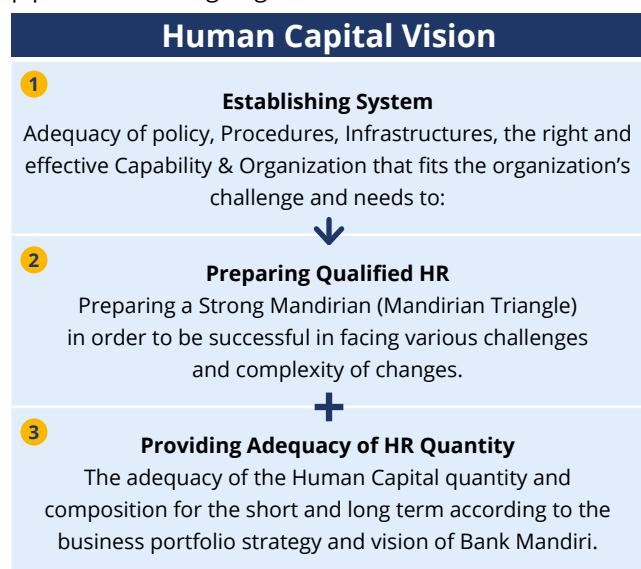 Human Capital Vision
1
Establishing System
Adequacy of policy, Procedures, Infrastructures, the right and
effective Capability & Organization that fits the organization’s
challenge and needs to:
2
Preparing Qualified HR
Preparing a Strong Mandirian (Mandirian Triangle)
in order to be successful in facing various challenges
and complexity of changes.
+
3
Providing Adequacy of HR Quantity
The adequacy of the Human Capital quantity and
composition for the short and long term according to the
business portfolio strategy and vision of Bank Mandiri.